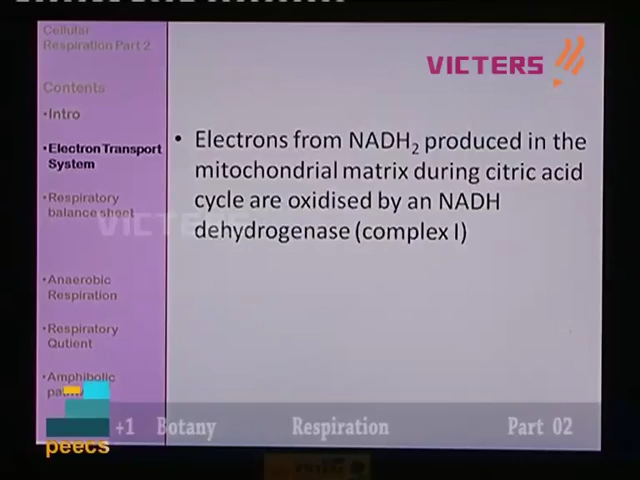 Cellular
Respiration Part 2
VICTERS
Contents
•Intro
•Electron Transport
System
•Respiratory
balance sheet
•Anaerobic
Respiration
•Respiratory
Qutient
•Amphibolic
• Electrons from NADH2 produced in the
mitochondrial matrix during citric acid
cycle are oxidised by an NADH
dehydrogenase (complex I)
VICTERS
+1 Botany Respiration Part 02
peecs